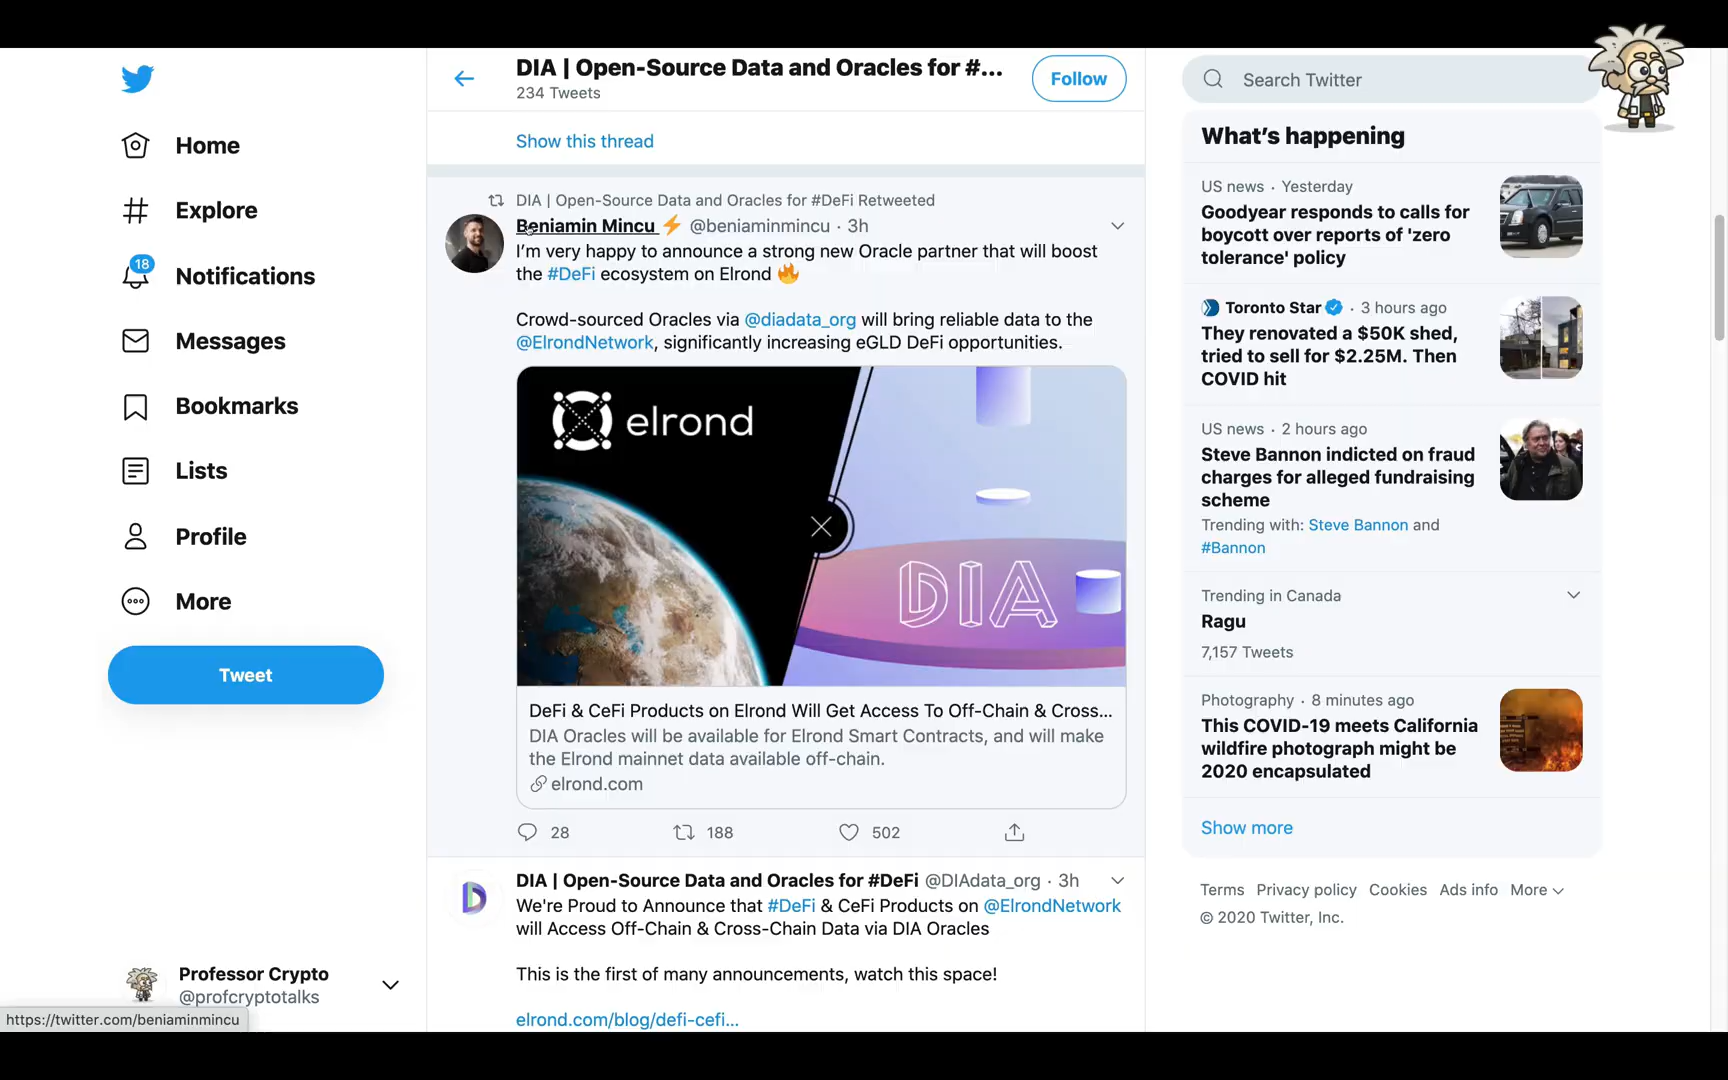 Home
Explore
18
Notifications
Messages
Bookmarks
Lists
Profile
More
Tweet
Professor Crypto
@profcryptotalks
https://twitter.com/beniaminmincu
DIA | Open-Source Data and Oracles for #...
234 Tweets
Follow
Show this thread
DIA | Open-Source Data and Oracles for #DeFi Retweeted
Beniamin Mincu ⚡ @beniaminmincu · 3h
I'm very happy to announce a strong new Oracle partner that will boost
the #DeFi ecosystem on Elrond 🔥
Crowd-sourced Oracles via @diadata_org will bring reliable data to the
@ElrondNetwork, significantly increasing eGLD DeFi opportunities.
elrond
DIA
DeFi & CeFi Products on Elrond Will Get Access To Off-Chain & Cross...
DIA Oracles will be available for Elrond Smart Contracts, and will make
the Elrond mainnet data available off-chain.
elrond.com
28 188 502
DIA | Open-Source Data and Oracles for #DeFi @DIAdata_org · 3h
We're Proud to Announce that #DeFi & CeFi Products on @ElrondNetwork
will Access Off-Chain & Cross-Chain Data via DIA Oracles
This is the first of many announcements, watch this space!
elrond.com/blog/defi-cefi...
Search Twitter
What's happening
US news · Yesterday
Goodyear responds to calls for
boycott over reports of 'zero
tolerance' policy
Toronto Star · 3 hours ago
They renovated a $50K shed,
tried to sell for $2.25M. Then
COVID hit
US news · 2 hours ago
Steve Bannon indicted on fraud
charges for alleged fundraising
scheme
Trending with: Steve Bannon and
#Bannon
Trending in Canada
Ragu
7,157 Tweets
Photography · 8 minutes ago
This COVID-19 meets California
wildfire photograph might be
2020 encapsulated
Show more
Terms Privacy policy Cookies Ads info More
© 2020 Twitter, Inc.